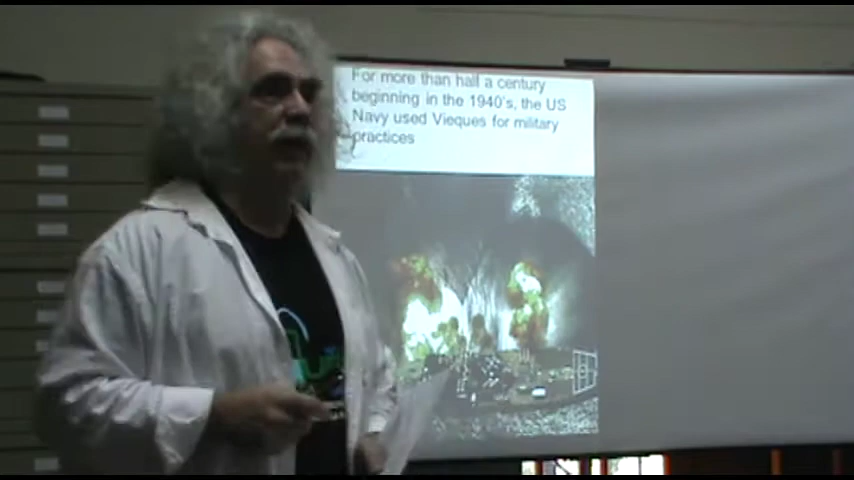 For more than half a century
beginning in the 1940's, the US
Navy used Vieques for military
practices